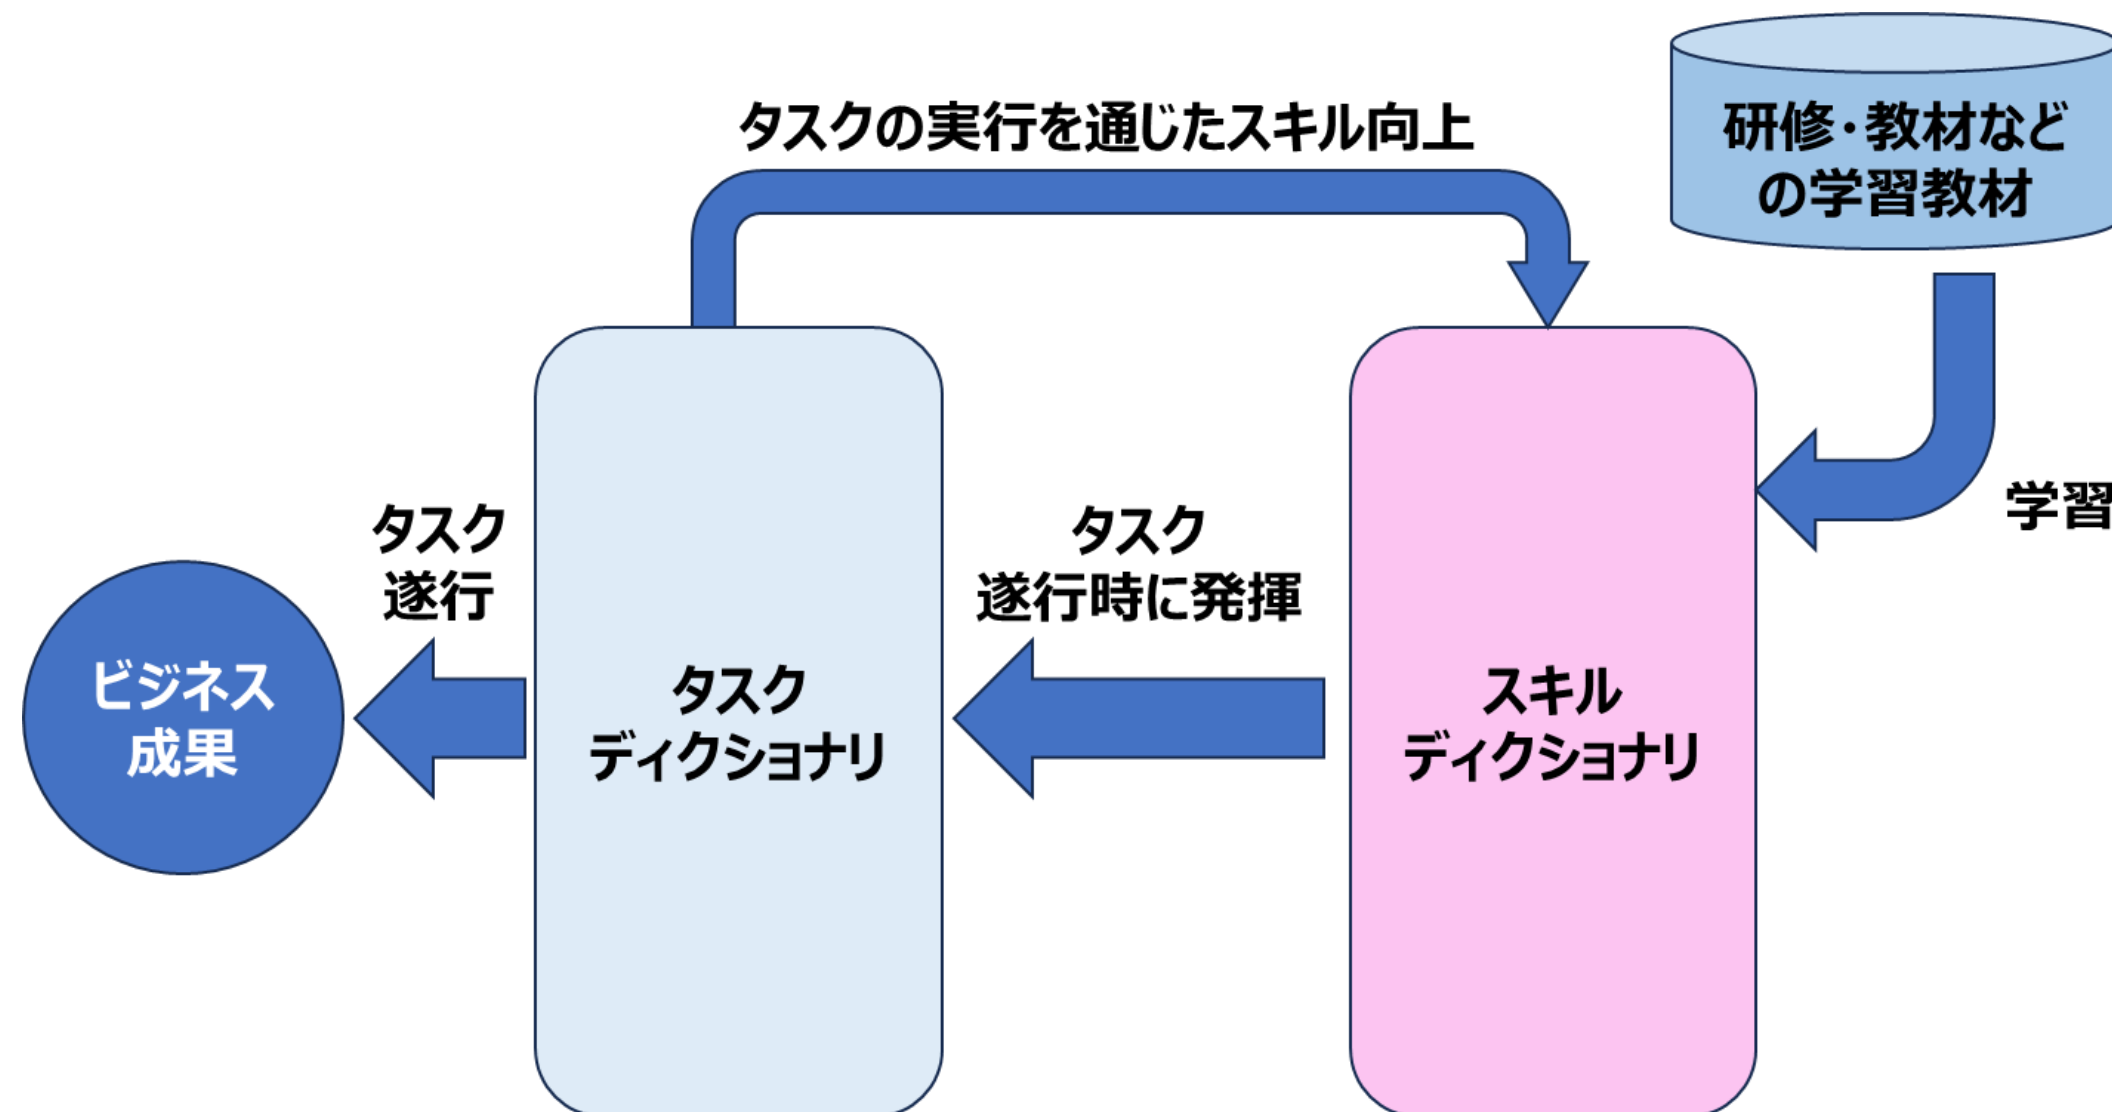 タスクの実行を通じたスキル向上
研修・教材など
の学習教材
学習
タスク
遂行
タスク
遂行時に発揮
ビジネス
成果
タスク
ディクショナリ
スキル
ディクショナリ